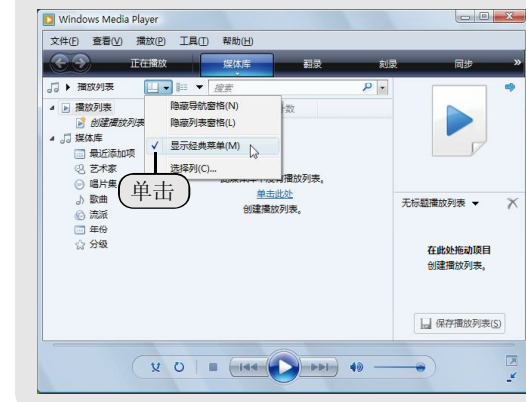 Windows Media Player
文件(F) 查看(V) 播放(P) 工具(T) 帮助(H)
正在播放 媒体库 翻录 刻录 同步 »
播放列表 搜索
播放列表
创建播放列表
媒体库
最近添加项
艺术家
唱片集
歌曲
流派
年份
分级
隐藏导航窗格(N)
隐藏列表窗格(L)
显示经典菜单(M)
选择列(C)...
单击
数
播放列表。
单击此处
创建播放列表。
无标题播放列表
在此处拖动项目
创建播放列表。
保存播放列表(S)